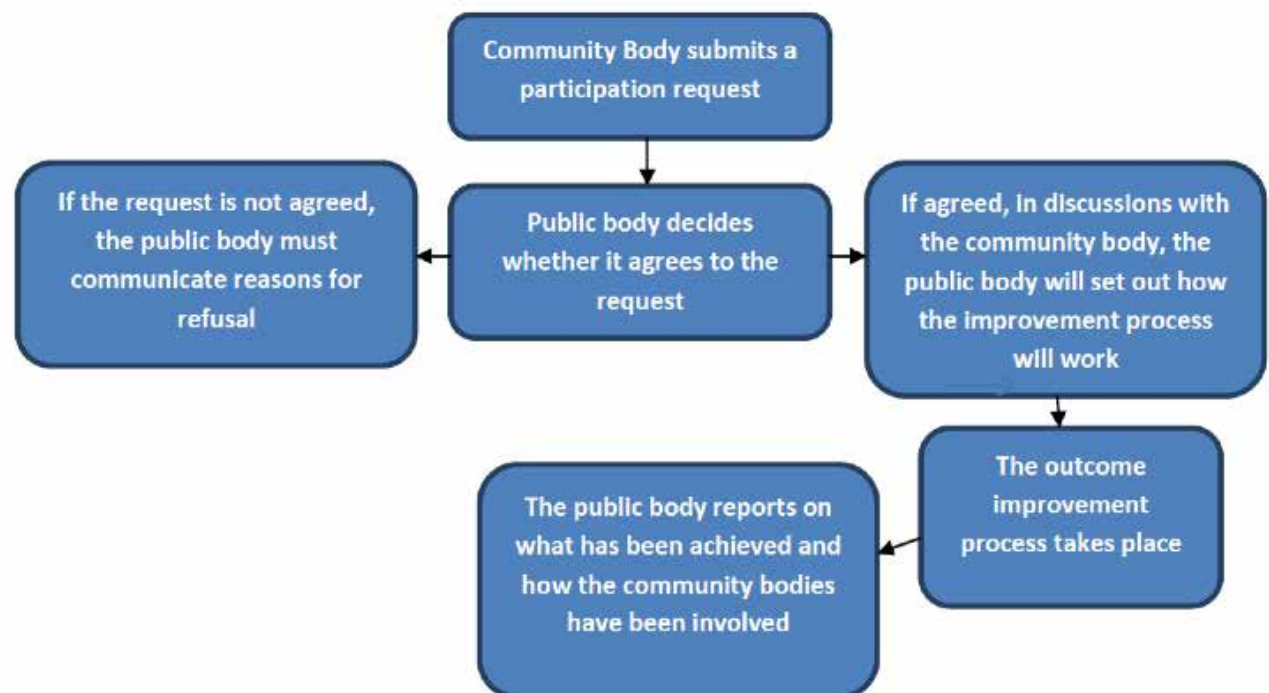 Community Body submits a
participation request
If the request is not agreed,
the public body must
communicate reasons for
refusal
Public body decides
whether it agrees to the
request
If agreed, in discussions with
the community body, the
public body will set out how
the improvement process
will work
The outcome
improvement
process takes place
The public body reports on
what has been achieved and
how the community bodies
have been involved